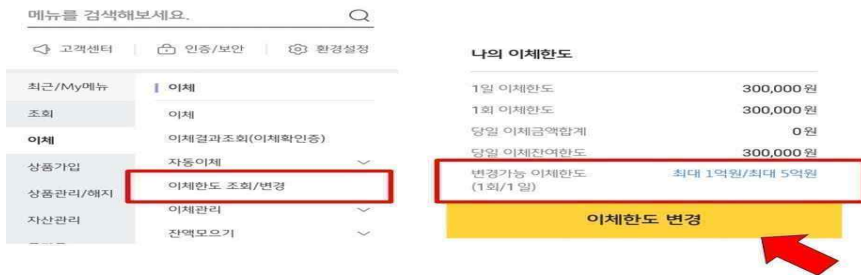 메뉴를 검색해보세요.
고객센터
인증/보안
환경설정
최근/My메뉴
조회
이체
상품가입
상품관리/해지
자산관리
이체
이체
이체결과조회(이체확인증)
자동이체
이체한도 조회/변경
이체관리
잔액모으기
나의 이체한도
1일 이체한도 300,000원
1회 이체한도 300,000원
당일 이체금액합계 0원
당일 이체잔여한도 300,000원
변경가능 이체한도 최대 1억원/최대 5억원
(1회/1일)
이체한도 변경